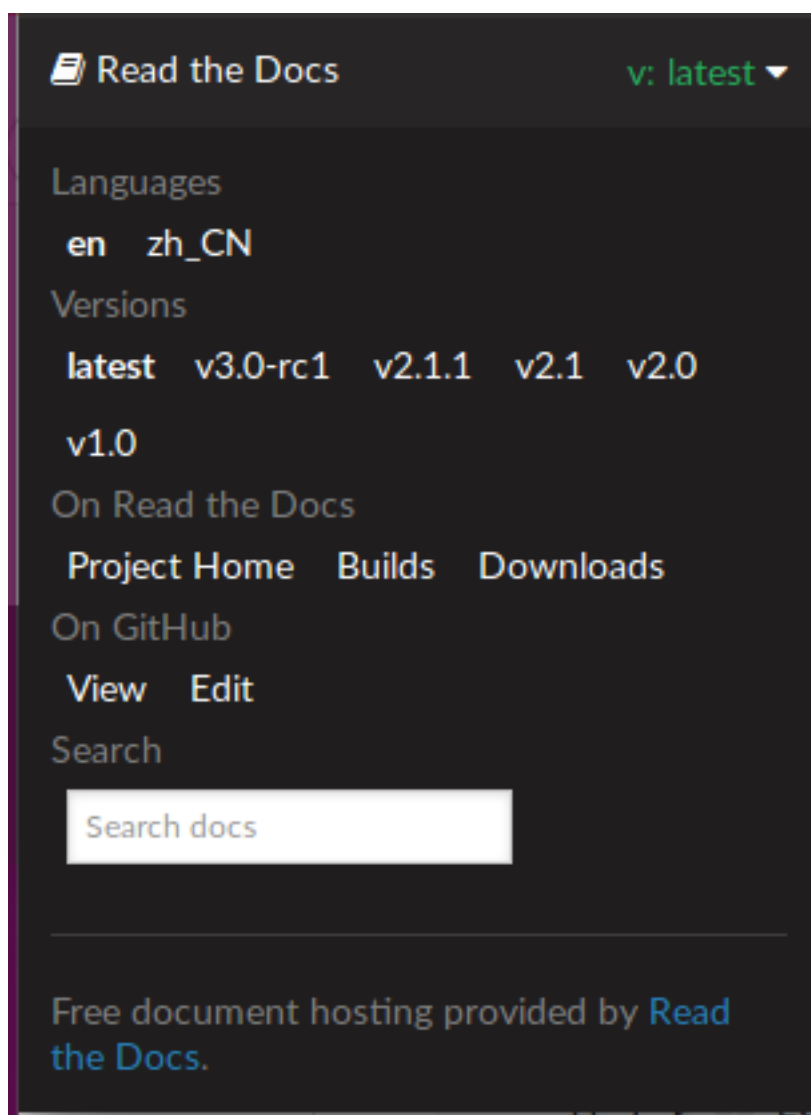 Read the Docs v: latest
Languages
en zh_CN
Versions
latest v3.0-rc1 v2.1.1 v2.1 v2.0
v1.0
On Read the Docs
Project Home Builds Downloads
On GitHub
View Edit
Search
Search docs
Free document hosting provided by Read
the Docs.